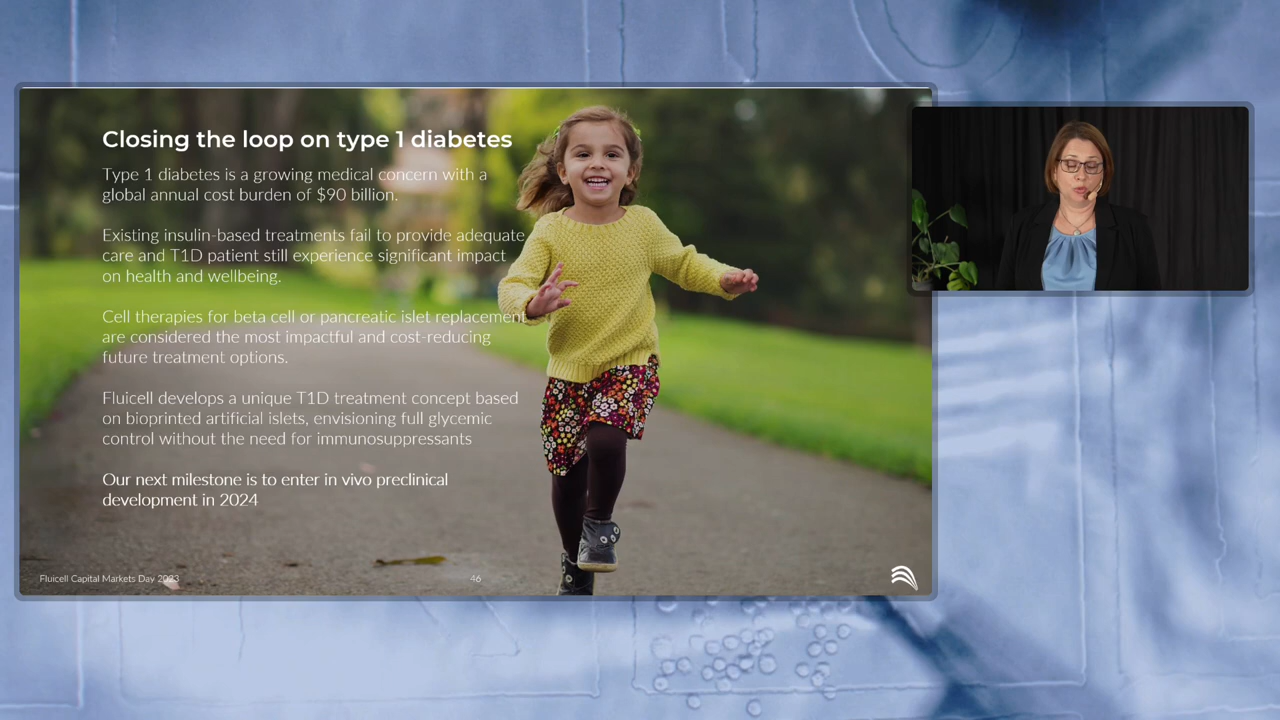 Closing the loop on type 1 diabetes
Type 1 diabetes is a growing medical concern with a
global annual cost burden of $90 billion.
Existing insulin-based treatments fail to provide adequate
care and T1D patient still experience significant impact
on health and wellbeing.
Cell therapies for beta cell or pancreatic islet replacement
are considered the most impactful and cost-reducing
future treatment options.
Fluicell develops a unique T1D treatment concept based
on bioprinted artificial islets, envisioning full glycemic
control without the need for immunosuppressants
Our next milestone is to enter in vivo preclinical
development in 2024
Fluicell Capital Markets Day 2023
46